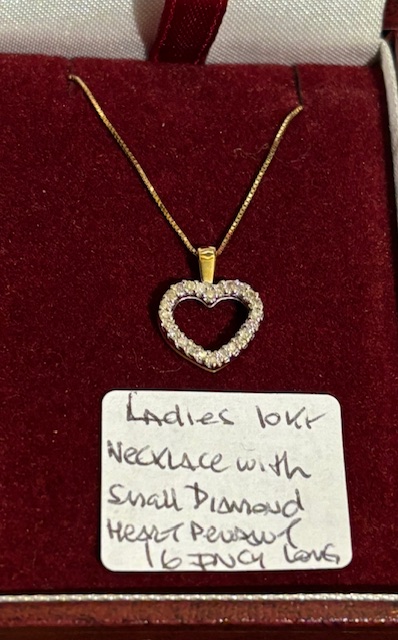 Ladies 10Kt
Necklace with
Small Diamond
Heart Pendant
16 Inch Long